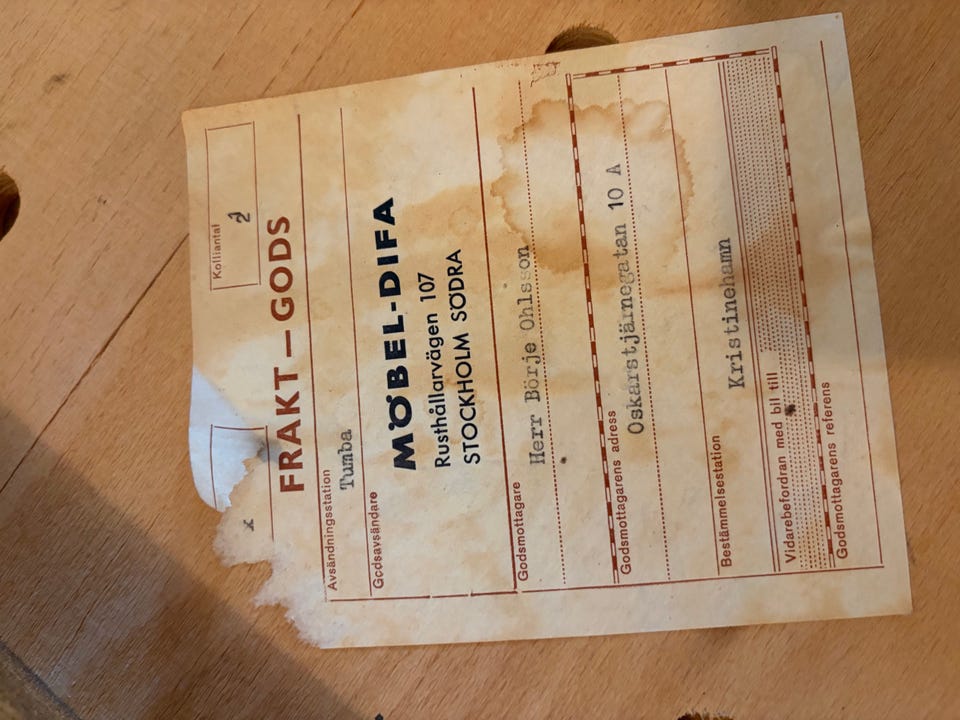 Kolliantal
2
FRAKT — GODS
Avsändningsstation
Tumba
Godsavsändare
MÖBEL-DIFA
Rusthållarvägen 107
STOCKHOLM SÖDRA
Godsmottagare
Herr Börje Ohlsson
Godsmottagarens adress
Oskarstjärnegatan 10 A
Bestämmelsestation
Kristinehamn
Vidarebefordran med bil till
Godsmottagarens referens